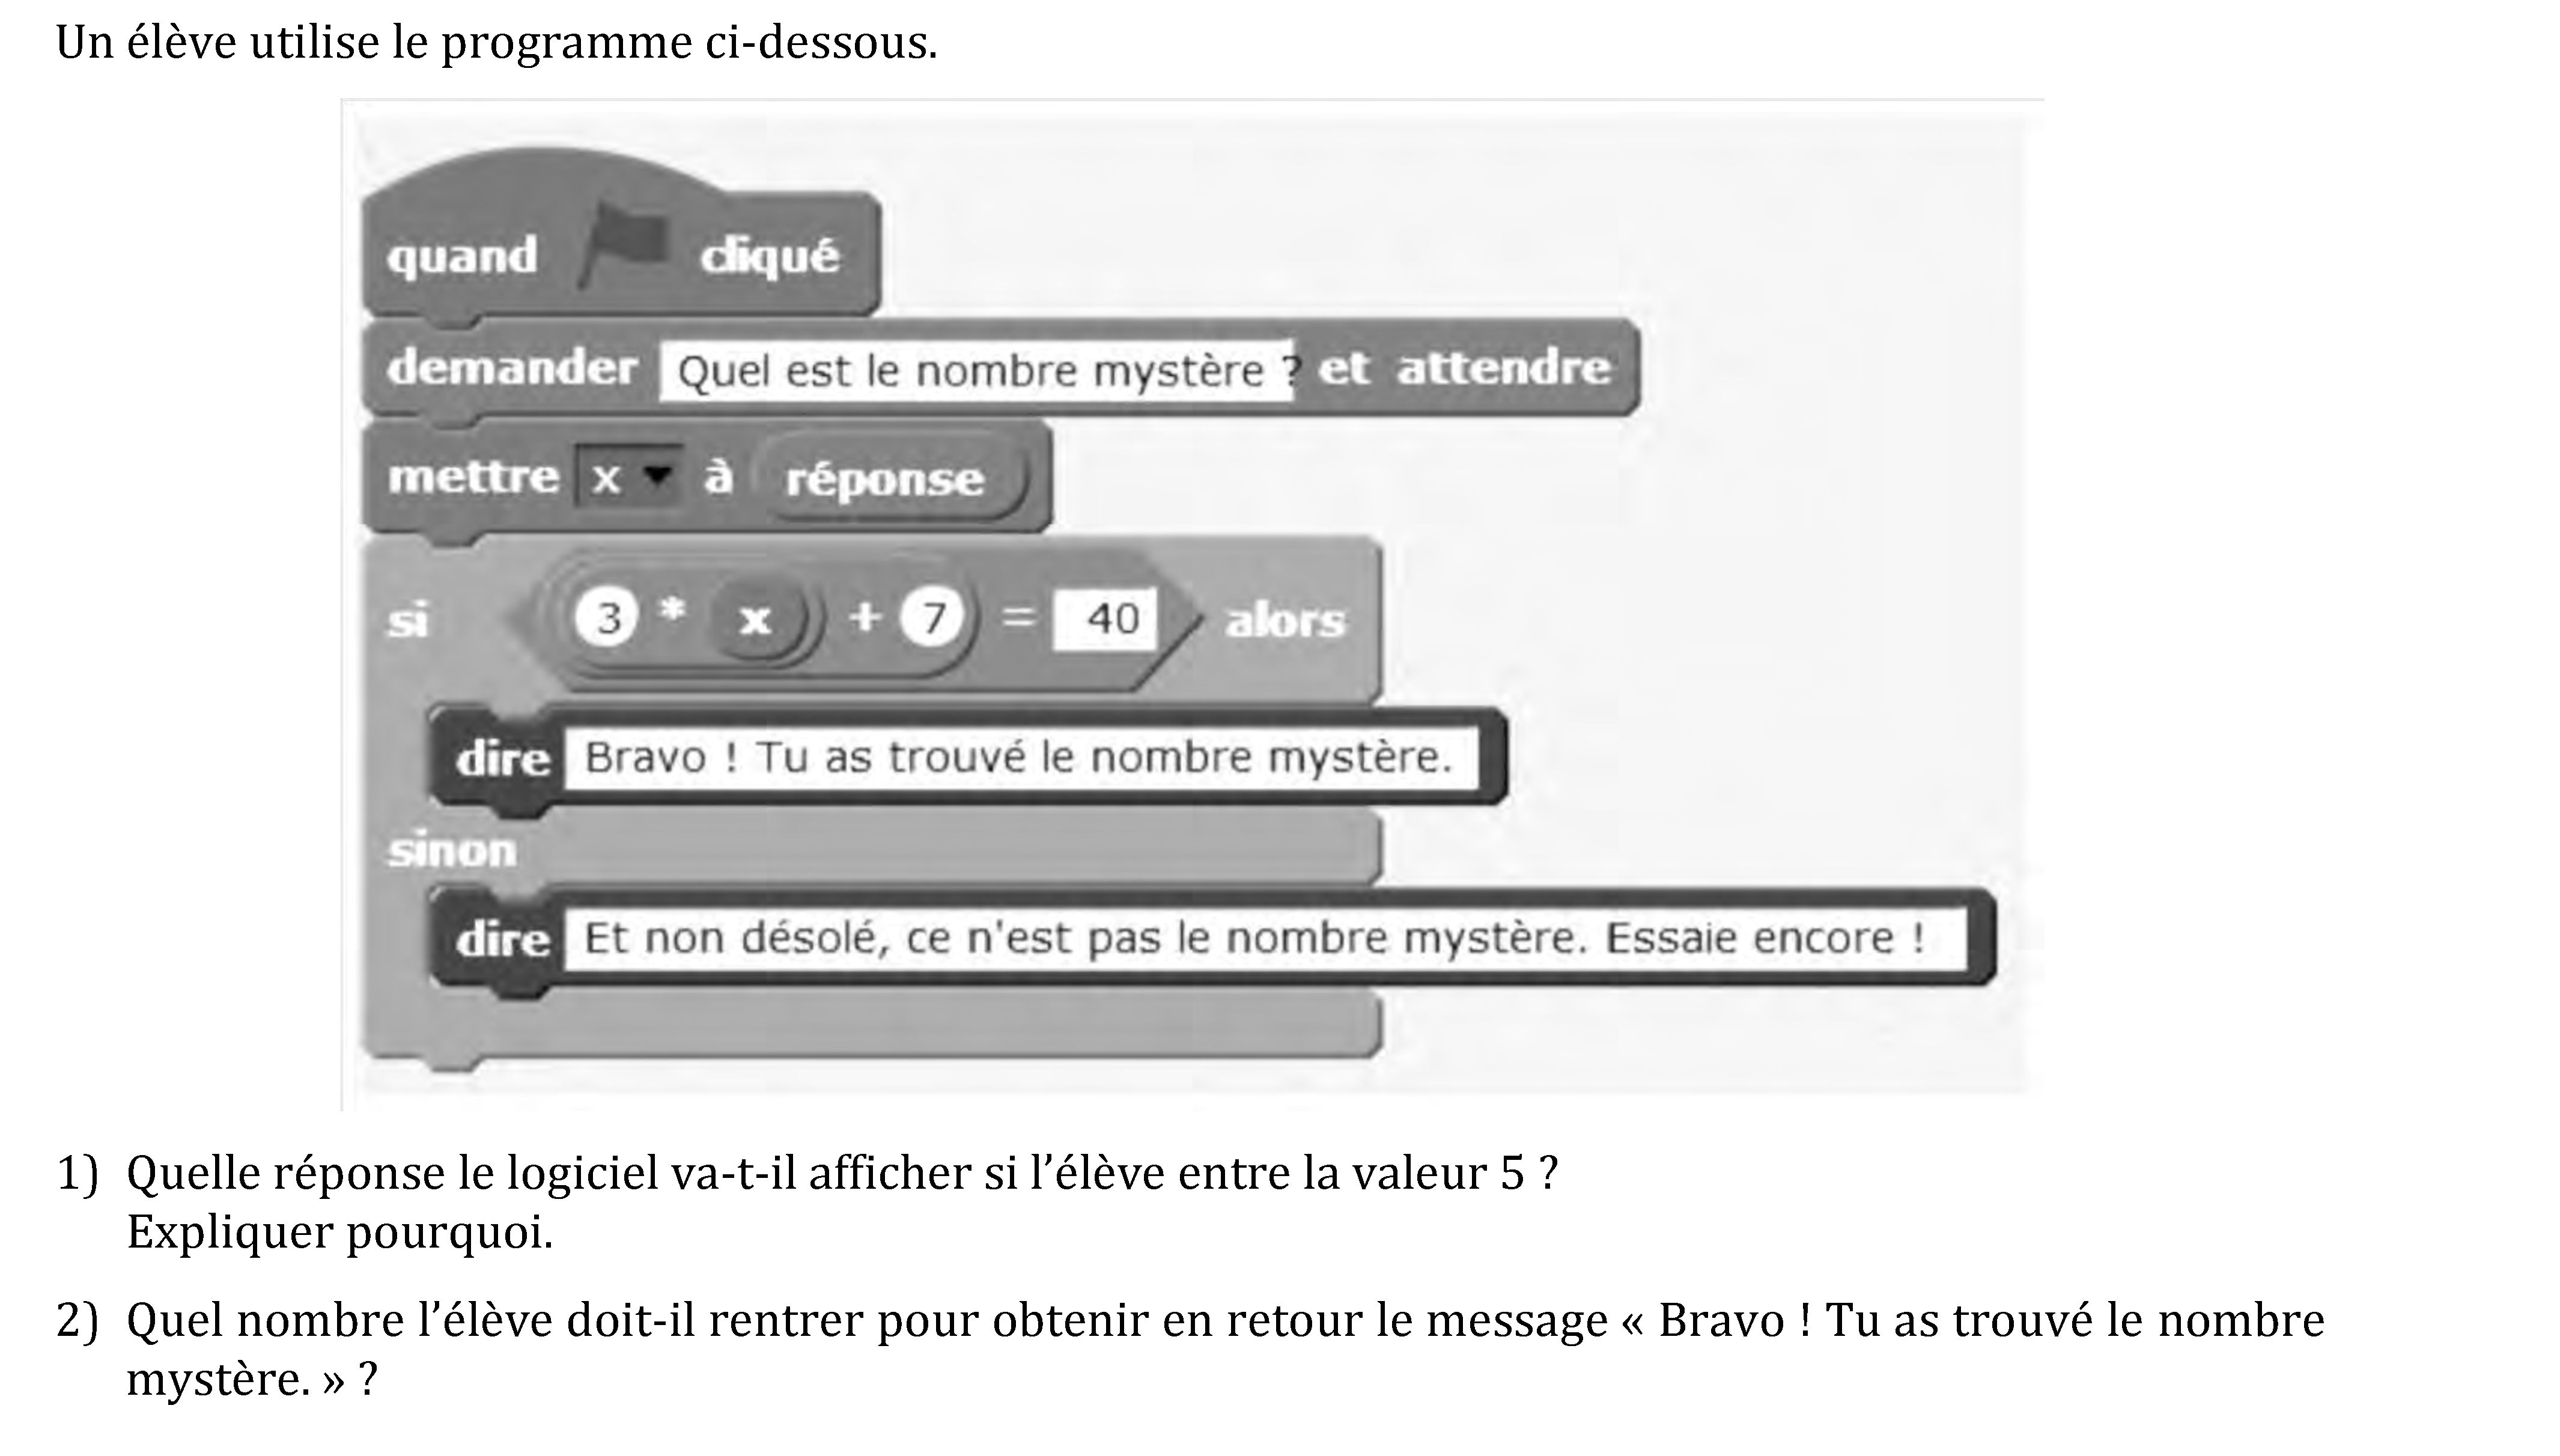 Un élève utilise le programme ci-dessous.
quand cliqué
demander Quel est le nombre mystère ? et attendre
mettre x à réponse
si 3 * x + 7 = 40 alors
dire Bravo ! Tu as trouvé le nombre mystère.
sinon
dire Et non désolé, ce n'est pas le nombre mystère. Essaie encore !
1) Quelle réponse le logiciel va-t-il afficher si l’élève entre la valeur 5 ?
Expliquer pourquoi.
2) Quel nombre l’élève doit-il rentrer pour obtenir en retour le message « Bravo ! Tu as trouvé le nombre
mystère. » ?